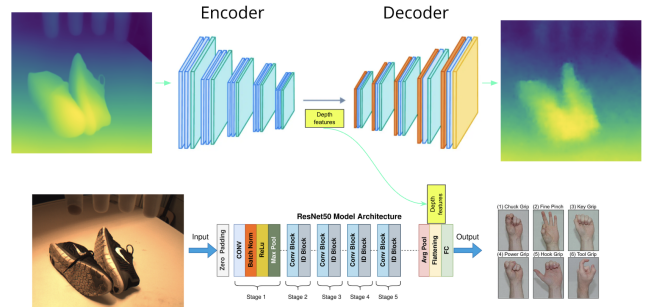 Encoder
Decoder
Depth
features
Depth
features
ResNet50 Model Architecture
Input
Zero Padding
CONV
Batch Norm
ReLu
Max Pool
Conv Block
ID Block
Conv Block
ID Block
Conv Block
ID Block
Conv Block
ID Block
Avg Pool
Flattening
FC
Output
Stage 1
Stage 2
Stage 3
Stage 4
Stage 5
(1) Chuck Grip
(2) Fine Pinch
(3) Key Grip
(4) Power Grip
(5) Hook Grip
(6) Tool Grip